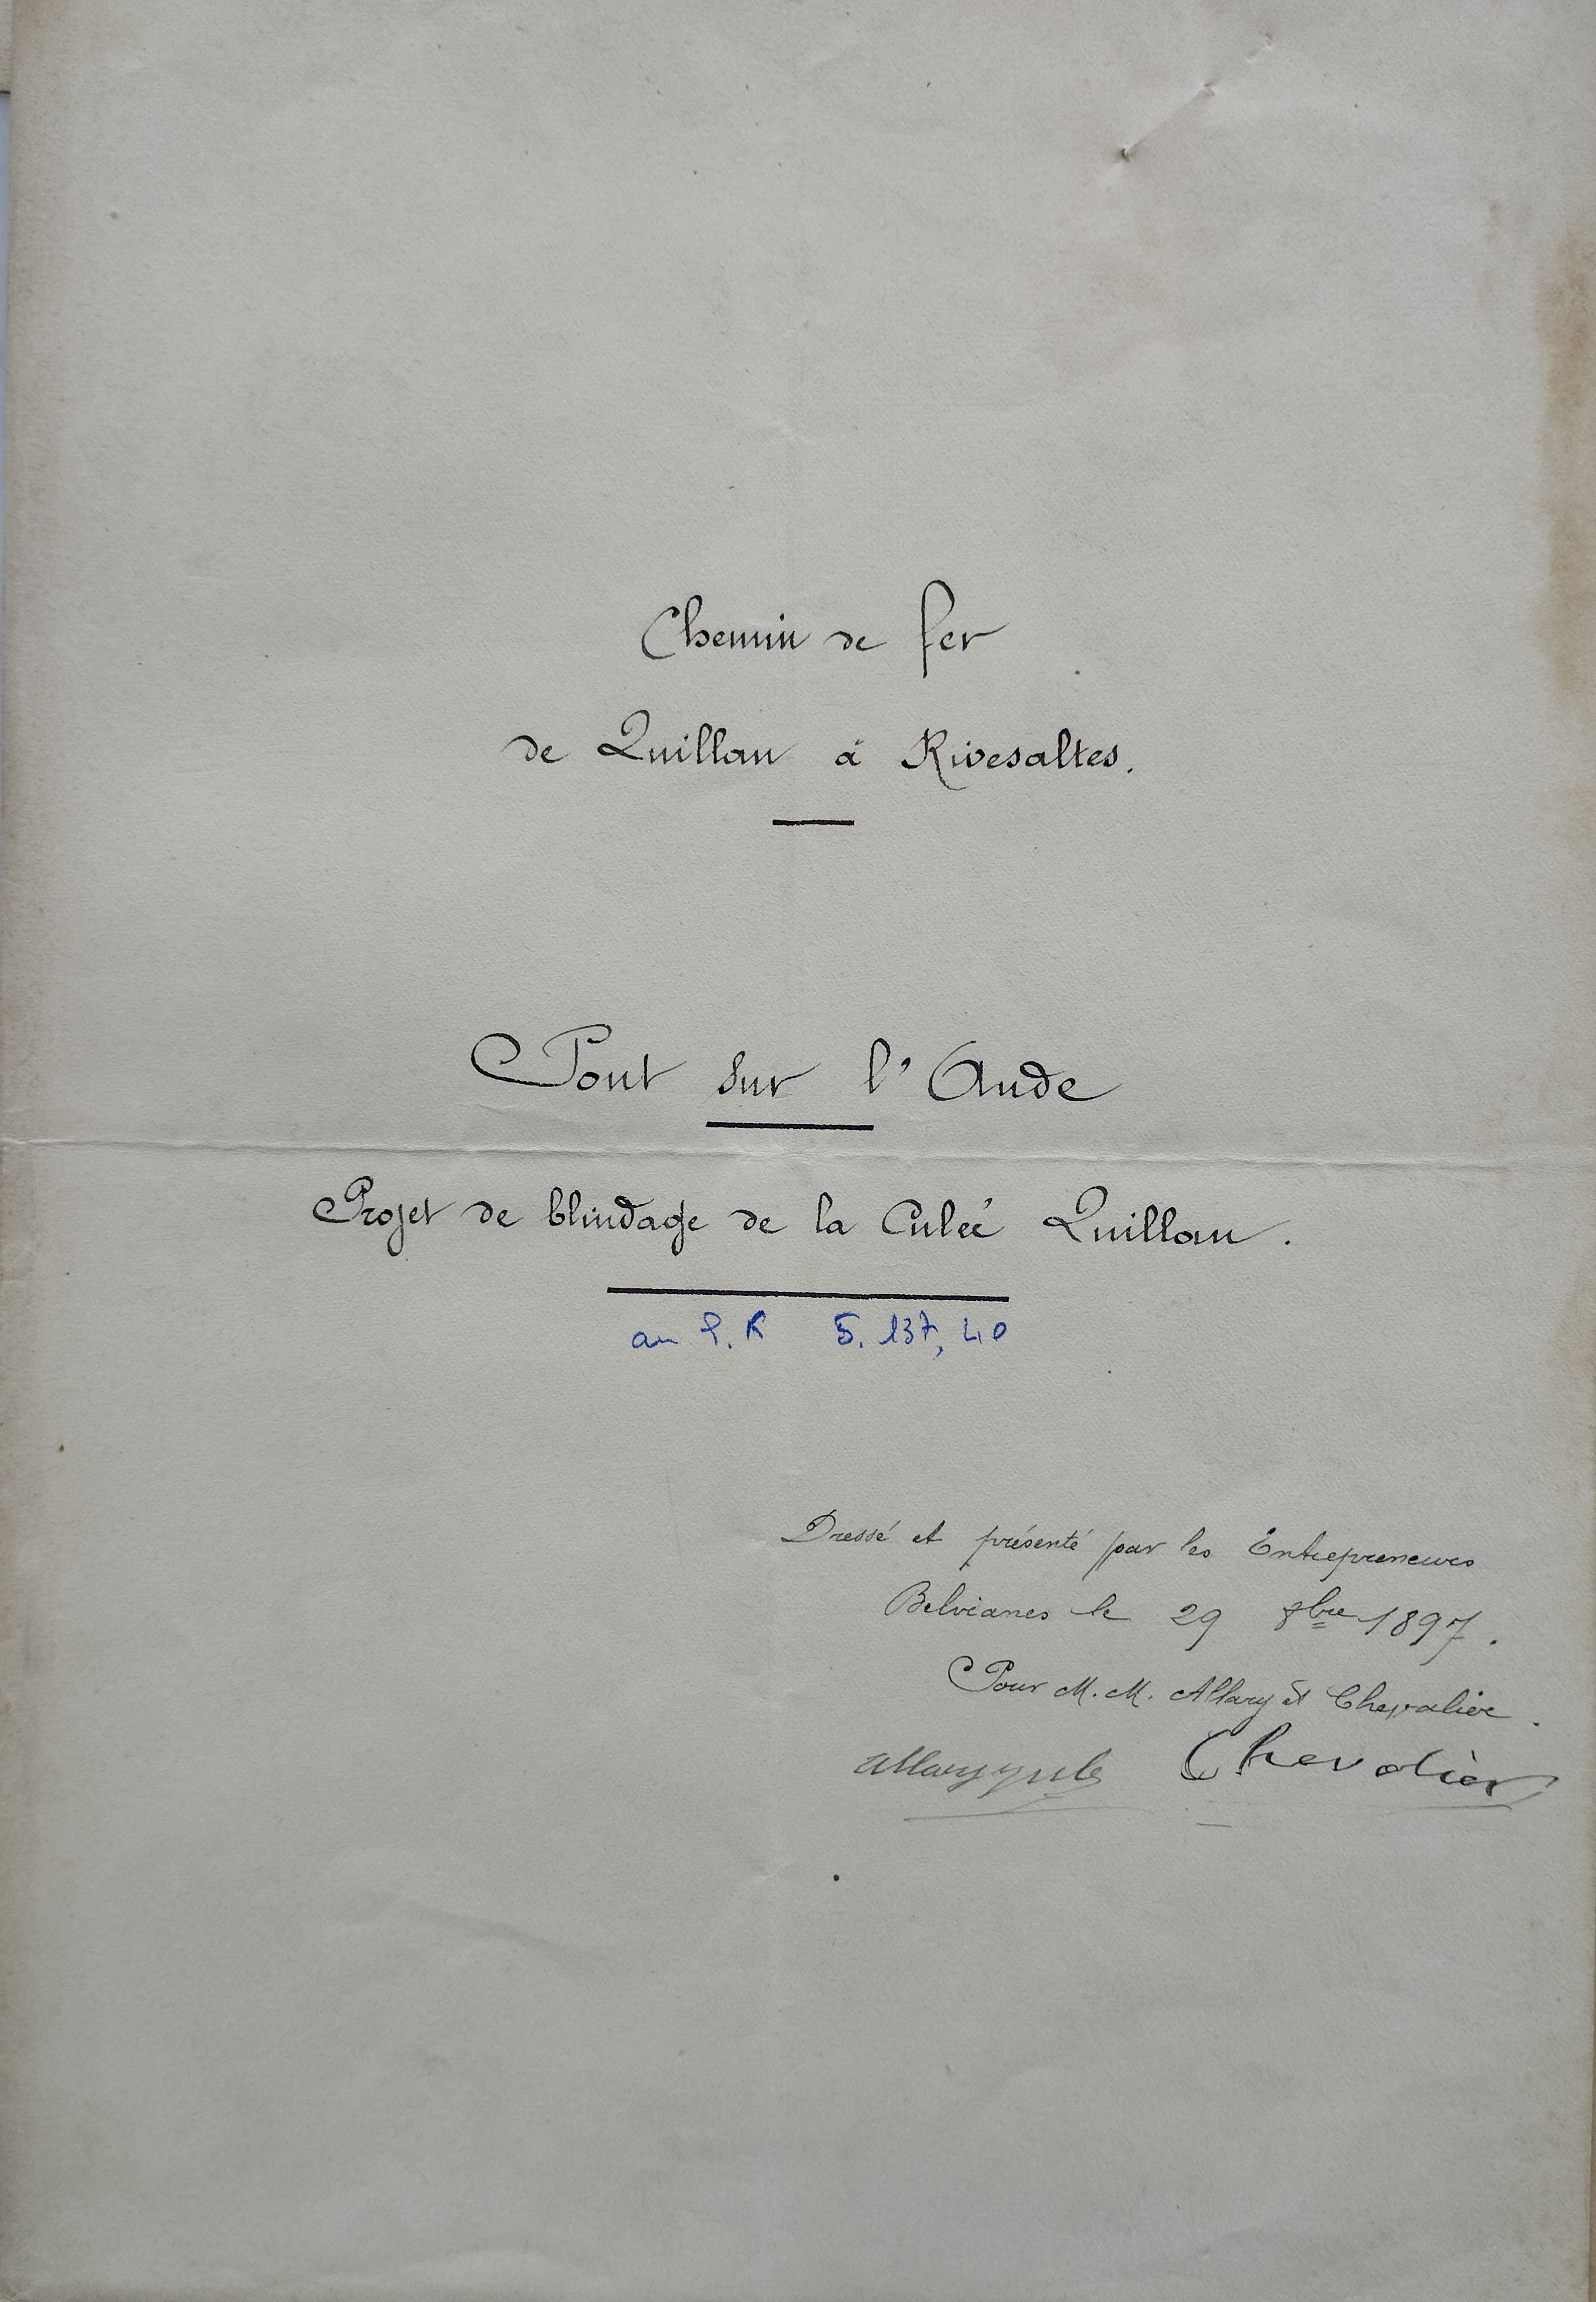 Chemin de fer
de Quillan à Rivesaltes.
Pont sur l'Aude
Projet de blindage de la Culée Quillan.
au P.K 5.137,40
Dressé et présenté par les Entrepreneurs
Belvianes le 29 8bre 1897.
Pour M.M. Allary et Chevalier.
Allary Chevalier